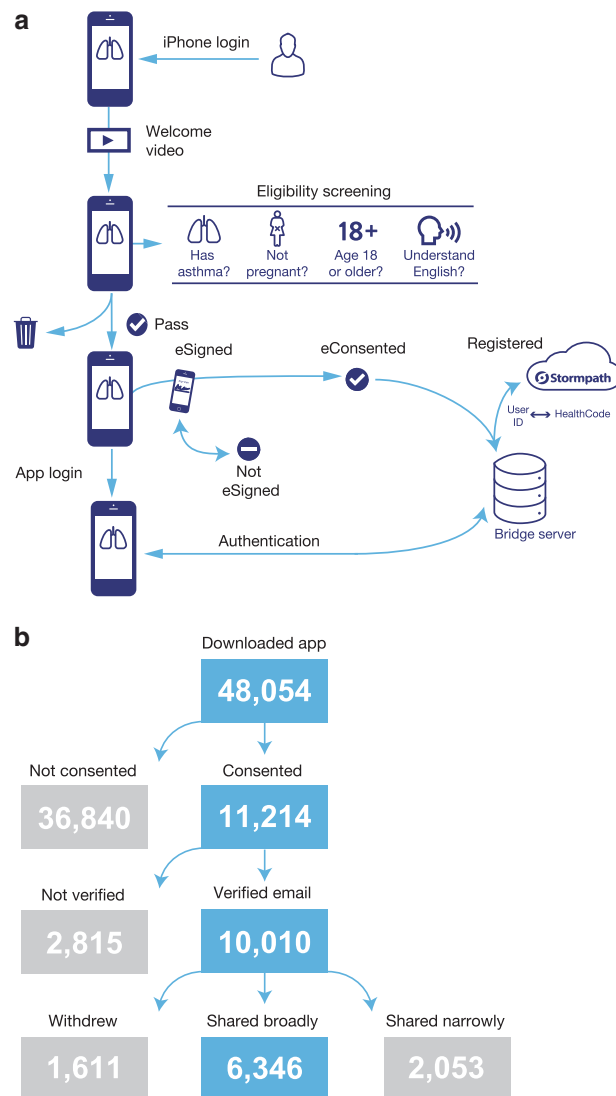 a
iPhone login
Welcome
video
Eligibility screening
Has
asthma?
Not
pregnant?
18+
Age 18
or older?
Understand
English?
Pass
eSigned
eConsented
Registered
Stormpath
User
ID
HealthCode
Not
eSigned
App login
Authentication
Bridge server
b
Downloaded app
48,054
Not consented
36,840
Consented
11,214
Not verified
2,815
Verified email
10,010
Withdrew
1,611
Shared broadly
6,346
Shared narrowly
2,053